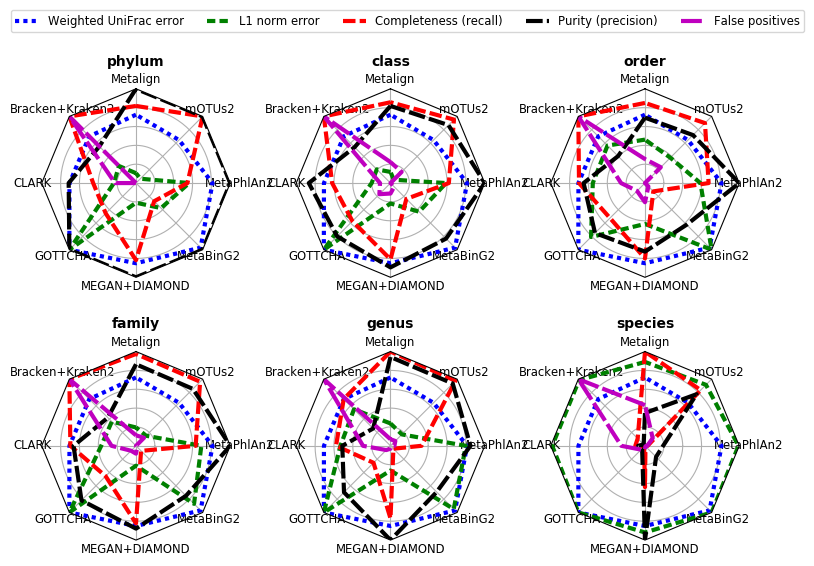 Weighted UniFrac error L1 norm error Completeness (recall) Purity (precision) False positives
phylum class order
Metalign Metalign Metalign
Bracken+Kraken2 mOTUs2 Bracken+Kraken2 mOTUs2 Bracken+Kraken2 mOTUs2
CLARK MetaPhlAn2 CLARK MetaPhlAn2 CLARK MetaPhlAn2
GOTTCHA MetaBinG2 GOTTCHA MetaBinG2 GOTTCHA MetaBinG2
MEGAN+DIAMOND MEGAN+DIAMOND MEGAN+DIAMOND
family genus species
Metalign Metalign Metalign
Bracken+Kraken2 mOTUs2 Bracken+Kraken2 mOTUs2 Bracken+Kraken2 mOTUs2
CLARK MetaPhlAn2 CLARK MetaPhlAn2 CLARK MetaPhlAn2
GOTTCHA MetaBinG2 GOTTCHA MetaBinG2 GOTTCHA MetaBinG2
MEGAN+DIAMOND MEGAN+DIAMOND MEGAN+DIAMOND